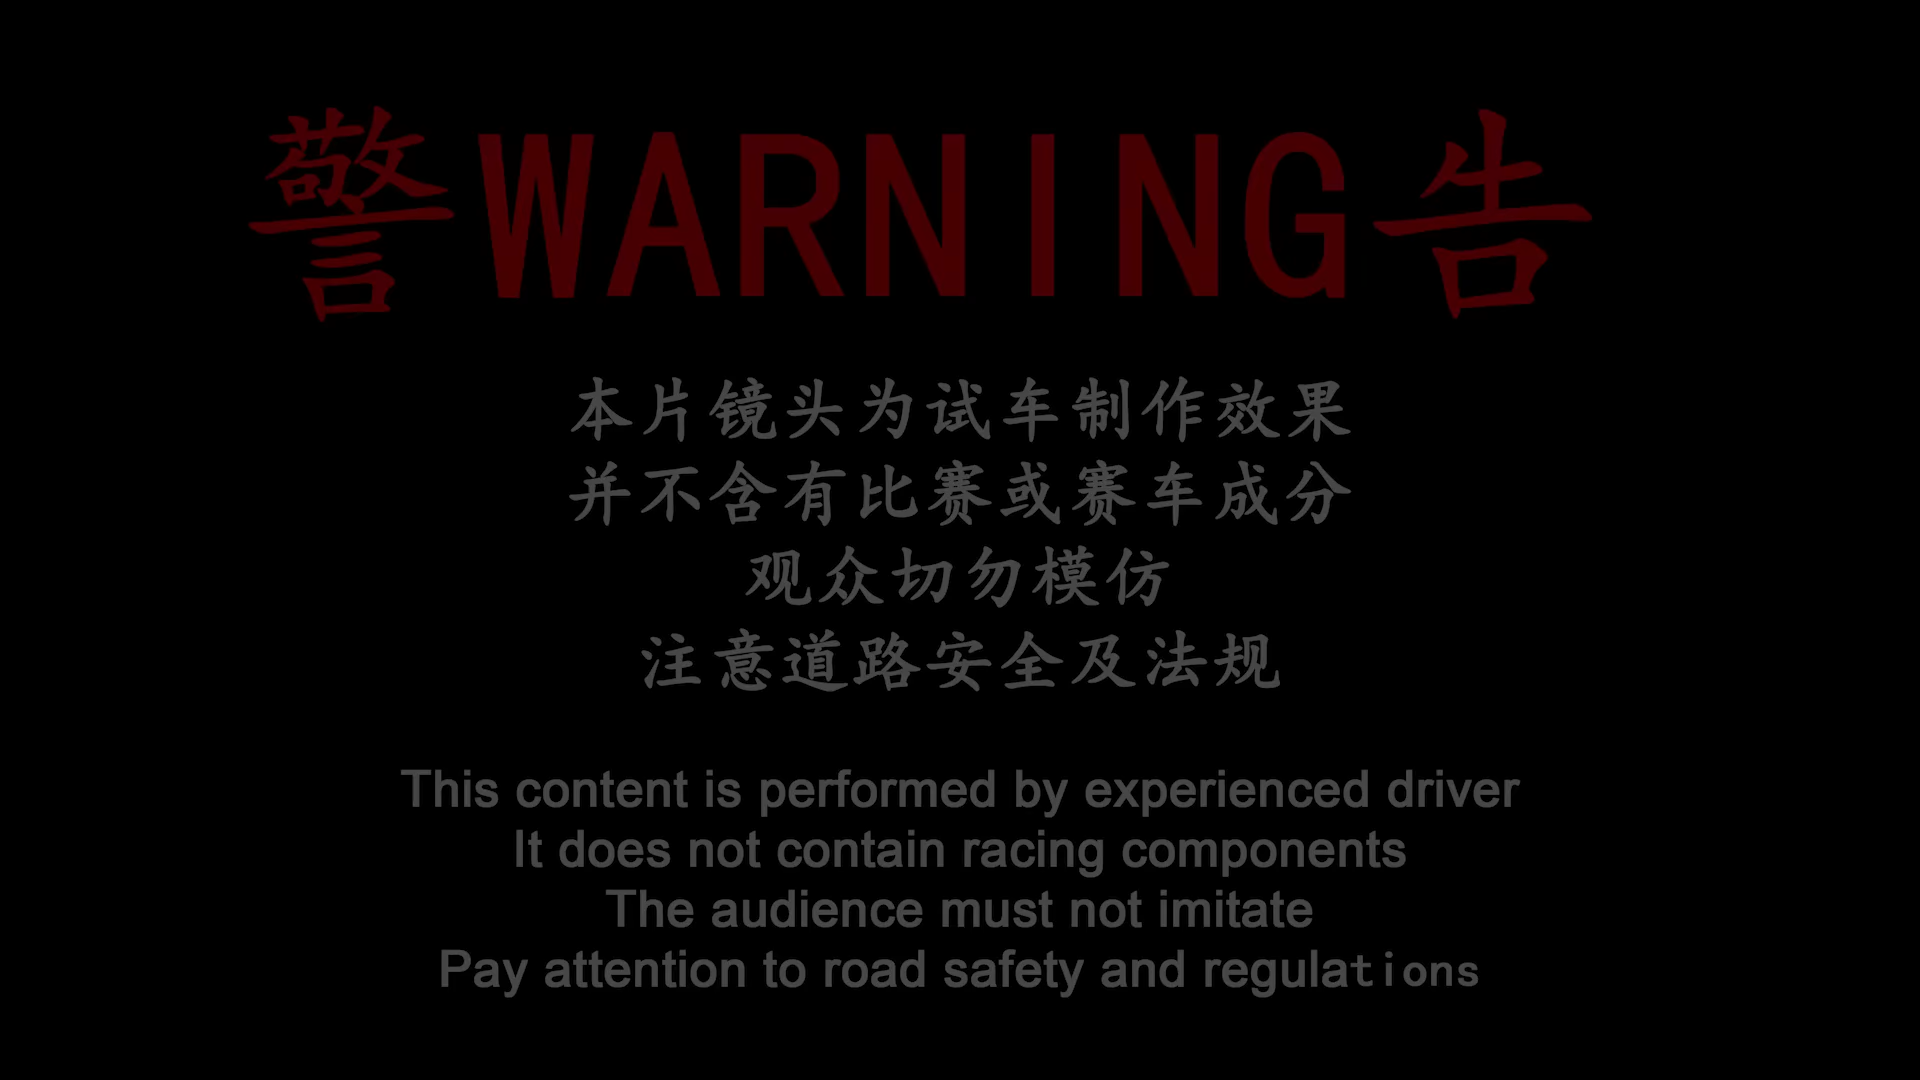 警WARNING告
本片镜头为试车制作效果
并不含有比赛或赛车成分
观众切勿模仿
注意道路安全及法规
This content is performed by experienced driver
It does not contain racing components
The audience must not imitate
Pay attention to road safety and regulations